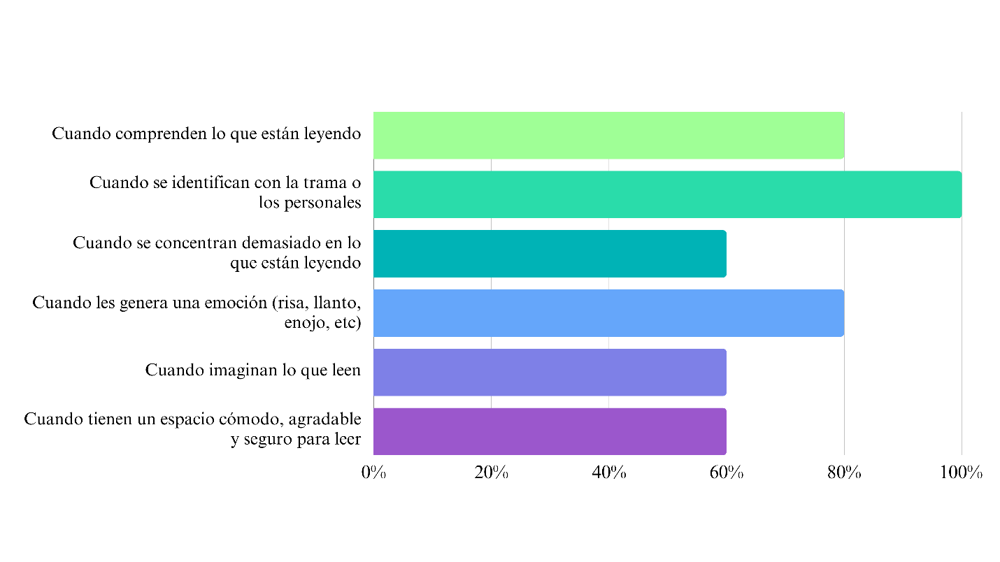 Cuando comprenden lo que están leyendo
Cuando se identifican con la trama o
los personales
Cuando se concentran demasiado en lo
que están leyendo
Cuando les genera una emoción (risa, llanto,
enojo, etc)
Cuando imaginan lo que leen
Cuando tienen un espacio cómodo, agradable
y seguro para leer
0% 20% 40% 60% 80% 100%